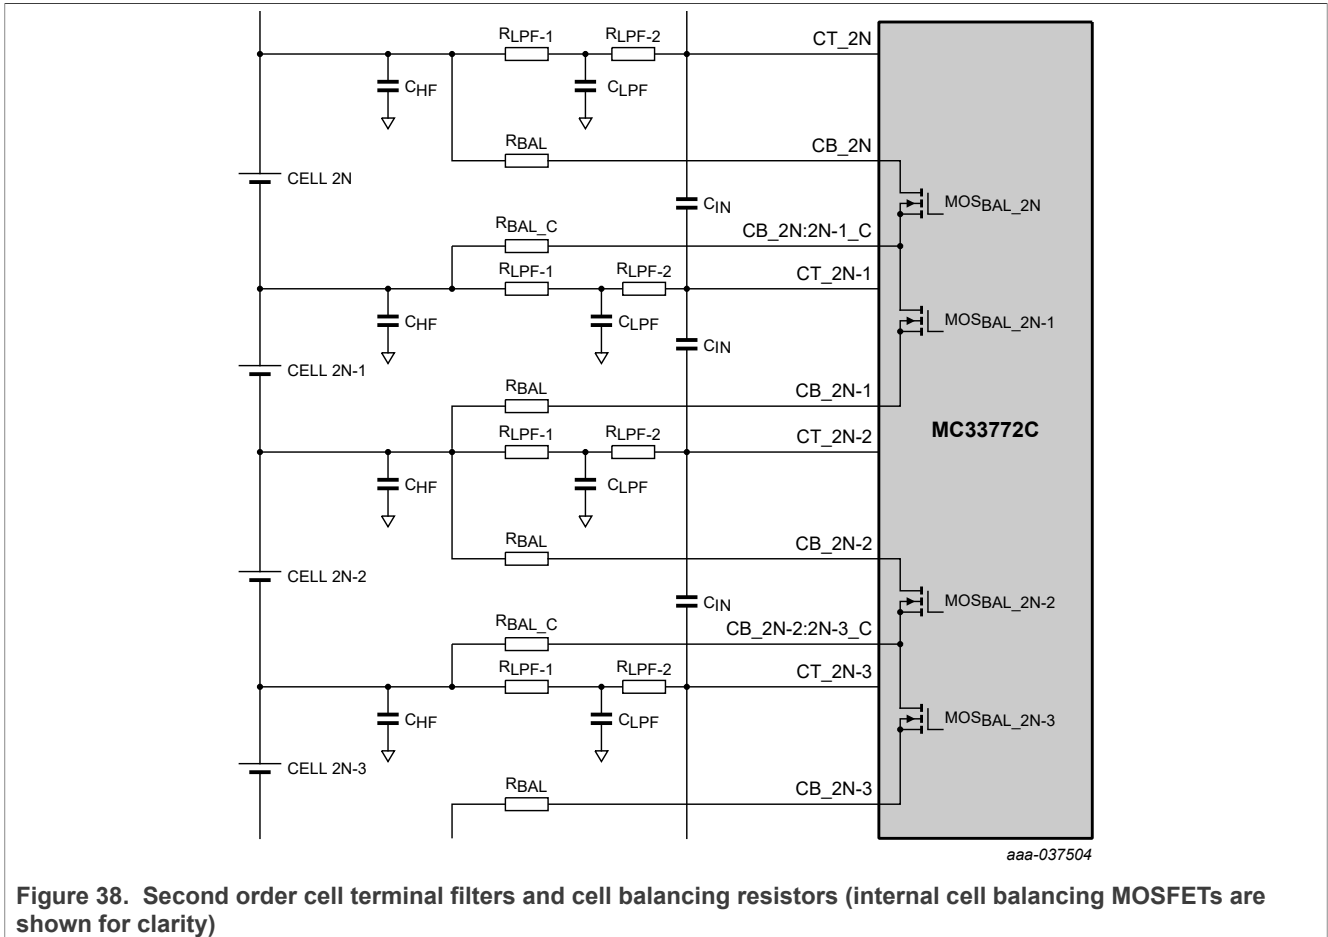 RLPF-1 RLPF-2 CT_2N
CHF CLPF
RBAL CB_2N
CELL 2N
MOSBAL_2N
CIN
RBAL_C CB_2N:2N-1_C
RLPF-1 RLPF-2 CT_2N-1
CHF CLPF
MOSBAL_2N-1
CIN
CELL 2N-1
RBAL CB_2N-1
RLPF-1 RLPF-2 CT_2N-2
MC33772C
CHF CLPF
RBAL CB_2N-2
CELL 2N-2
MOSBAL_2N-2
CIN
RBAL_C CB_2N-2:2N-3_C
RLPF-1 RLPF-2 CT_2N-3
CHF CLPF
MOSBAL_2N-3
CELL 2N-3
RBAL CB_2N-3
aaa-037504
Figure 38. Second order cell terminal filters and cell balancing resistors (internal cell balancing MOSFETs are
shown for clarity)